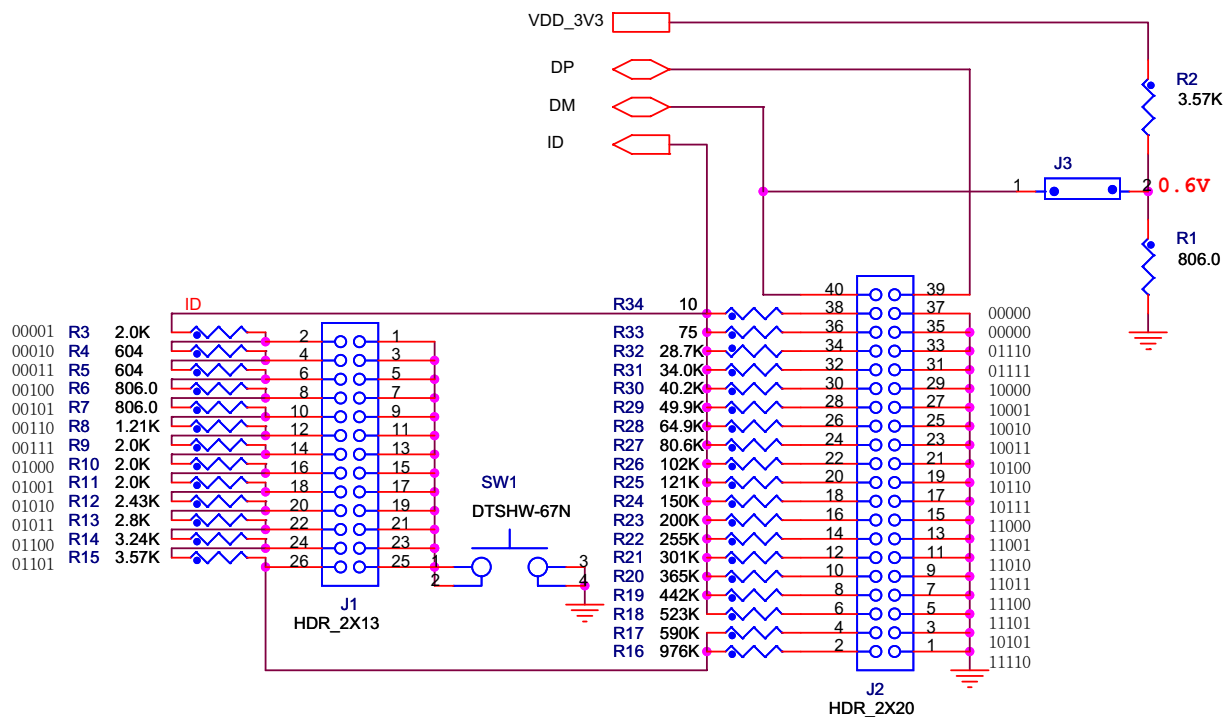 VDD_3V3
DP
DM
ID
R2
3.57K
J3
1
2
0.6V
R1
806.0
ID
00001 R3 2.0K
00010 R4 604
00011 R5 604
00100 R6 806.0
00101 R7 806.0
00110 R8 1.21K
00111 R9 2.0K
01000 R10 2.0K
01001 R11 2.0K
01010 R12 2.43K
01011 R13 2.8K
01100 R14 3.24K
01101 R15 3.57K
2 1
4 3
6 5
8 7
10 9
12 11
14 13
16 15
18 17
20 19
22 21
24 23
26 25
J1
HDR_2X13
SW1
DTSHW-67N
1 3
2 4
R34 10
R33 75
R32 28.7K
R31 34.0K
R30 40.2K
R29 49.9K
R28 64.9K
R27 80.6K
R26 102K
R25 121K
R24 150K
R23 200K
R22 255K
R21 301K
R20 365K
R19 442K
R18 523K
R17 590K
R16 976K
40 39
38 37 00000
36 35 00000
34 33 01110
32 31 01111
30 29 10000
28 27 10001
26 25 10010
24 23 10011
22 21 10100
20 19 10110
18 17 10111
16 15 11000
14 13 11001
12 11 11010
10 9 11011
8 7 11100
6 5 11101
4 3 10101
2 1 11110
J2
HDR_2X20